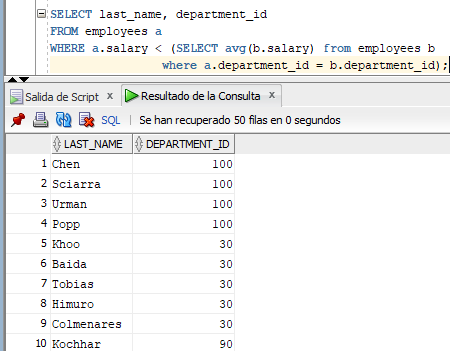 SELECT last_name, department_id
FROM employees a
WHERE a.salary < (SELECT avg(b.salary) from employees b
where a.department_id = b.department_id);
Salida de Script x Resultado de la Consulta x
SQL | Se han recuperado 50 filas en 0 segundos
LAST_NAME DEPARTMENT_ID
1 Chen 100
2 Sciarra 100
3 Urman 100
4 Popp 100
5 Khoo 30
6 Baida 30
7 Tobias 30
8 Himuro 30
9 Colmenares 30
10 Kochhar 90